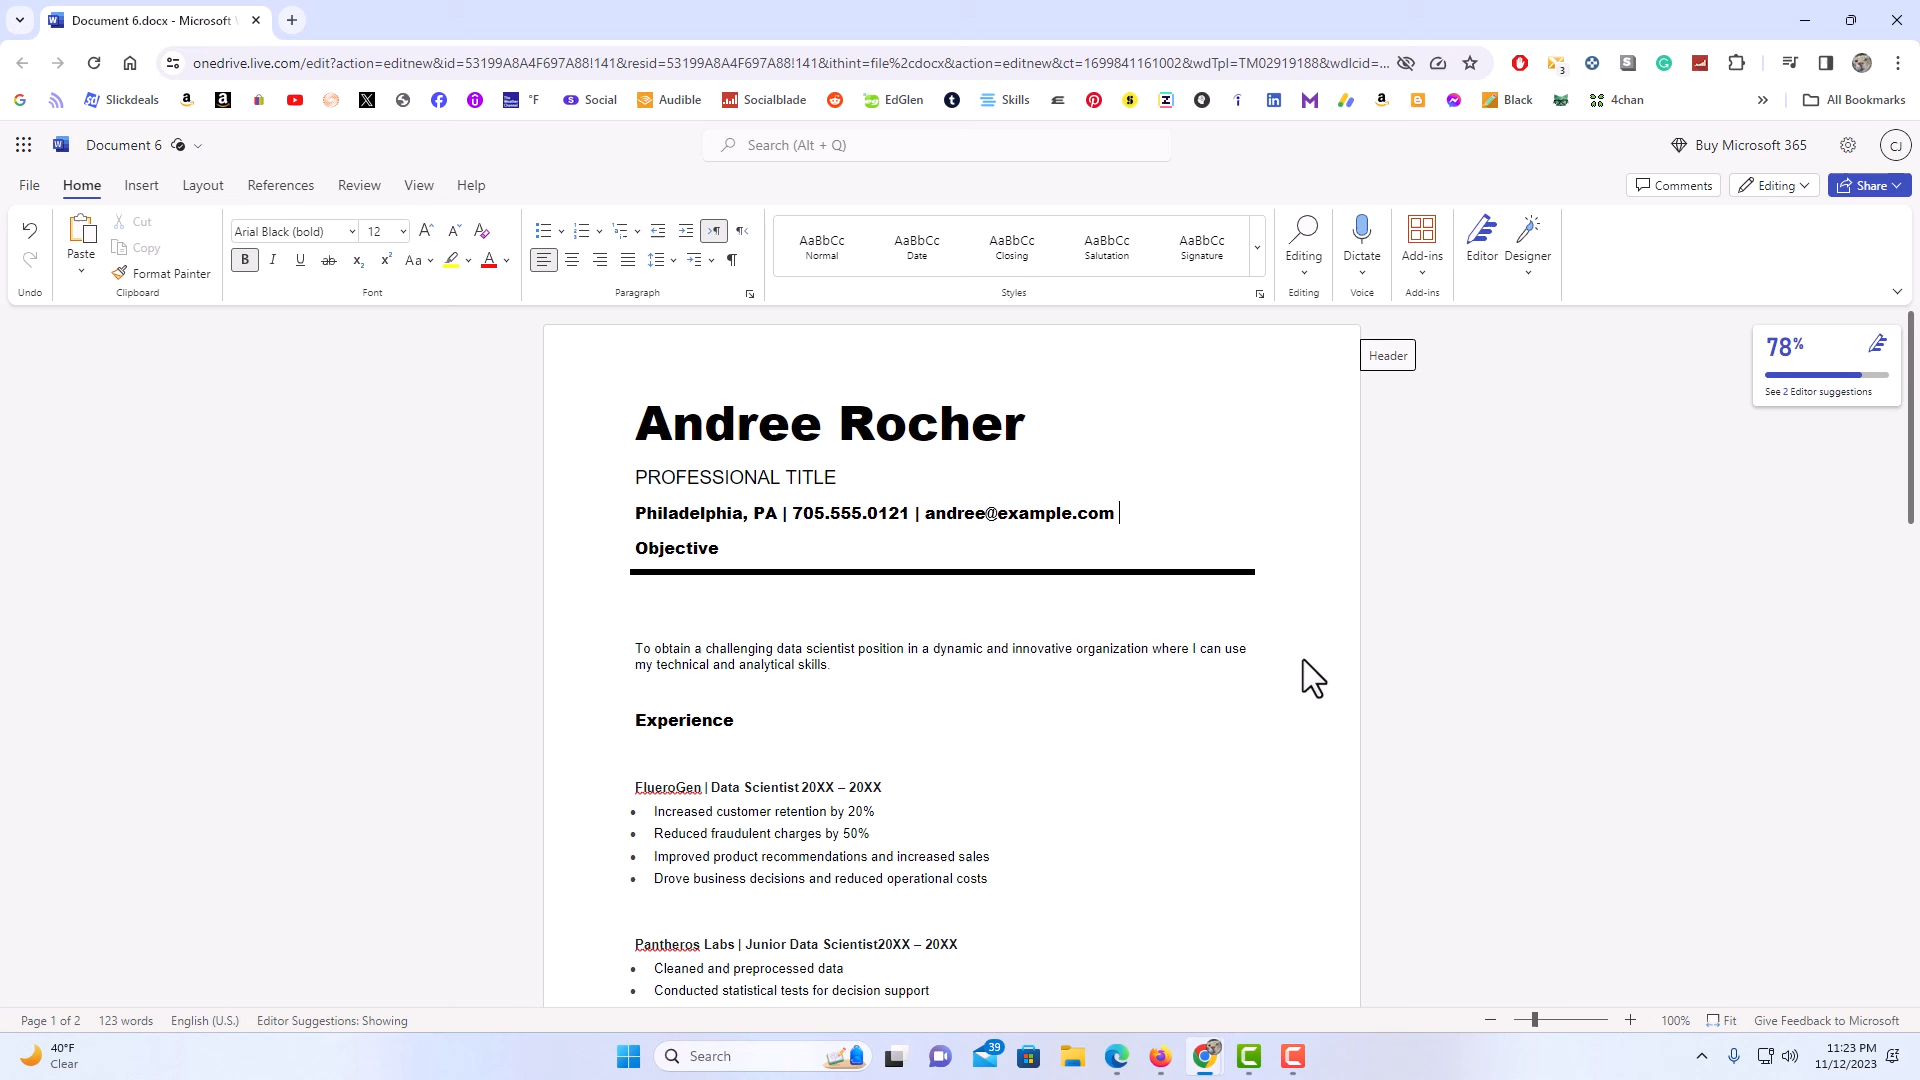 Document 6.docx - Microsoft
onedrive.live.com/edit?action=editnew&id=53199A8A4F697A88!141&resid=53199A8A4F697A88!141&ithint=file%2cdocx&action=editnew&ct=1699841161002&wdTpl=TM02919188&wdlcid=...
3
Slickdeals
°F
Social
Audible
Socialblade
EdGlen
Skills
Black
4chan
All Bookmarks
Document 6
Search (Alt + Q)
Buy Microsoft 365
CJ
File
Home
Insert
Layout
References
Review
View
Help
Comments
Editing
Share
Paste
Cut
Copy
Format Painter
Arial Black (bold)
12
AaBbCc
Normal
AaBbCc
Date
AaBbCc
Closing
AaBbCc
Salutation
AaBbCc
Signature
Editing
Dictate
Add-ins
Editor
Designer
Undo
Clipboard
Font
Paragraph
Styles
Editing
Voice
Add-ins
Header
78%
See 2 Editor suggestions
Andree Rocher
PROFESSIONAL TITLE
Philadelphia, PA | 705.555.0121 | andree@example.com
Objective
To obtain a challenging data scientist position in a dynamic and innovative organization where I can use
my technical and analytical skills.
Experience
FlueroGen | Data Scientist 20XX – 20XX
• Increased customer retention by 20%
• Reduced fraudulent charges by 50%
• Improved product recommendations and increased sales
• Drove business decisions and reduced operational costs
Pantheros Labs | Junior Data Scientist20XX – 20XX
• Cleaned and preprocessed data
• Conducted statistical tests for decision support
Page 1 of 2
123 words
English (U.S.)
Editor Suggestions: Showing
100%
Fit
Give Feedback to Microsoft
40°F
Clear
Search
39
11:23 PM
11/12/2023